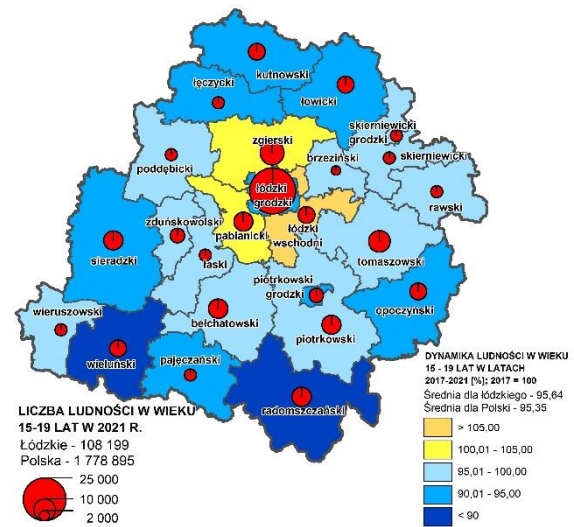 kutnowski
łęczycki
łowicki
skierniewicki
grodzki
zgierski
brzeziński
skierniewicki
poddębicki
rawski
łódzki
grodzki
zduńskowolski
pabianicki
łódzki
wschodni
sieradzki
łaski
tomaszowski
piotrkowski
grodzki
opoczyński
wieruszowski
bełchatowski
piotrkowski
wieluński
pajęczański
radomszczański
LICZBA LUDNOŚCI W WIEKU
15-19 LAT W 2021 R.
Łódzkie - 108 199
Polska - 1 778 895
25 000
10 000
2 000
DYNAMIKA LUDNOŚCI W WIEKU
15 - 19 LAT W LATACH
2017-2021 [%]; 2017 = 100
Średnia dla łódzkiego - 95,64
Średnia dla Polski - 95,35
> 105,00
100,01 - 105,00
95,01 - 100,00
90,01 - 95,00
< 90